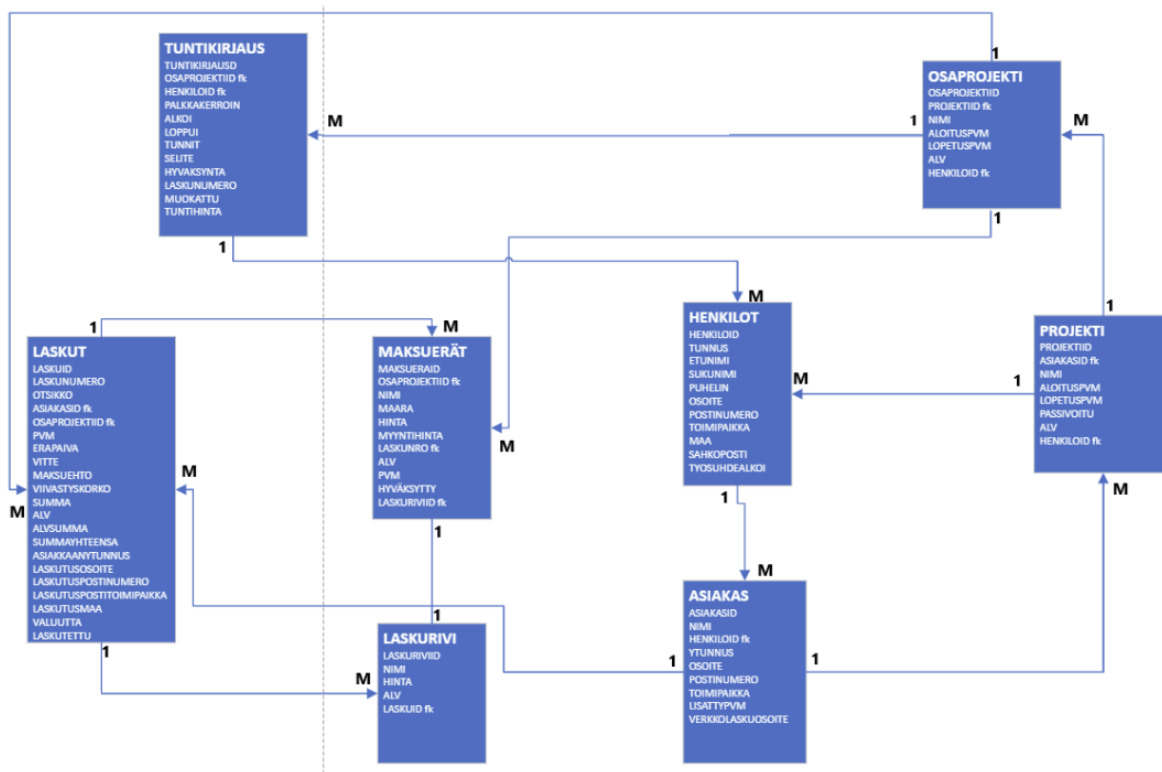 TUNTIKIRJAUS
TUNTIKIRJAUSD
OSAPROJEKTIID fk
HENKILOID fk
PALKKAKERROIN
ALKOI
LOPPUI
TUNNIT
SELITE
HYVAKSYNTA
LASKUNUMERO
MUOKATTU
TUNTIHINTA
1
M
1
1
OSAPROJEKTI
OSAPROJEKTIID
PROJEKTIID fk
NIMI
ALOITUSPVM
LOPETUSPVM
ALV
HENKILOID fk
M
1
1
M
LASKUT
LASKUID
LASKUNUMERO
OTSIKKO
ASIAKASID fk
OSAPROJEKTIID fk
PVM
ERAPAIVA
VITTE
MAKSUEHTO
VIIVASTYSKORKO
SUMMA
ALV
ALVSUMMA
SUMMAYHTEENSA
ASIAKKAANYTUNNUS
LASKUTUSOSOITE
LASKUTUSPOSTINUMERO
LASKUTUSPOSTITOIMIPAIKKA
LASKUTUSMAA
VALUUTTA
LASKUTETTU
M
M
1
1
M
MAKSUERÄT
MAKSUERAID
OSAPROJEKTIID fk
NIMI
MAARA
HINTA
MYYNTIHINTA
LASKUNRO fk
ALV
PVM
HYVÄKSYTTY
LASKURIVIID fk
M
1
1
M
LASKURIVI
LASKURIVIID
NIMI
HINTA
ALV
LASKUID fk
HENKILOT
HENKILOID
TUNNUS
ETUNIMI
SUKUNIMI
PUHELIN
OSOITE
POSTINUMERO
TOIMIPAIKKA
MAA
SAHKOPOSTI
TYOSUHDEALKOI
M
1
1
M
PROJEKTI
PROJEKTIID
ASIAKASID fk
NIMI
ALOITUSPVM
LOPETUSPVM
PASSIVOITU
ALV
HENKILOID fk
M
ASIAKAS
ASIAKASID
NIMI
HENKILOID fk
YTUNNUS
OSOITE
POSTINUMERO
TOIMIPAIKKA
LISATTYPVM
VERKKOLASKUOSOITE
1
1